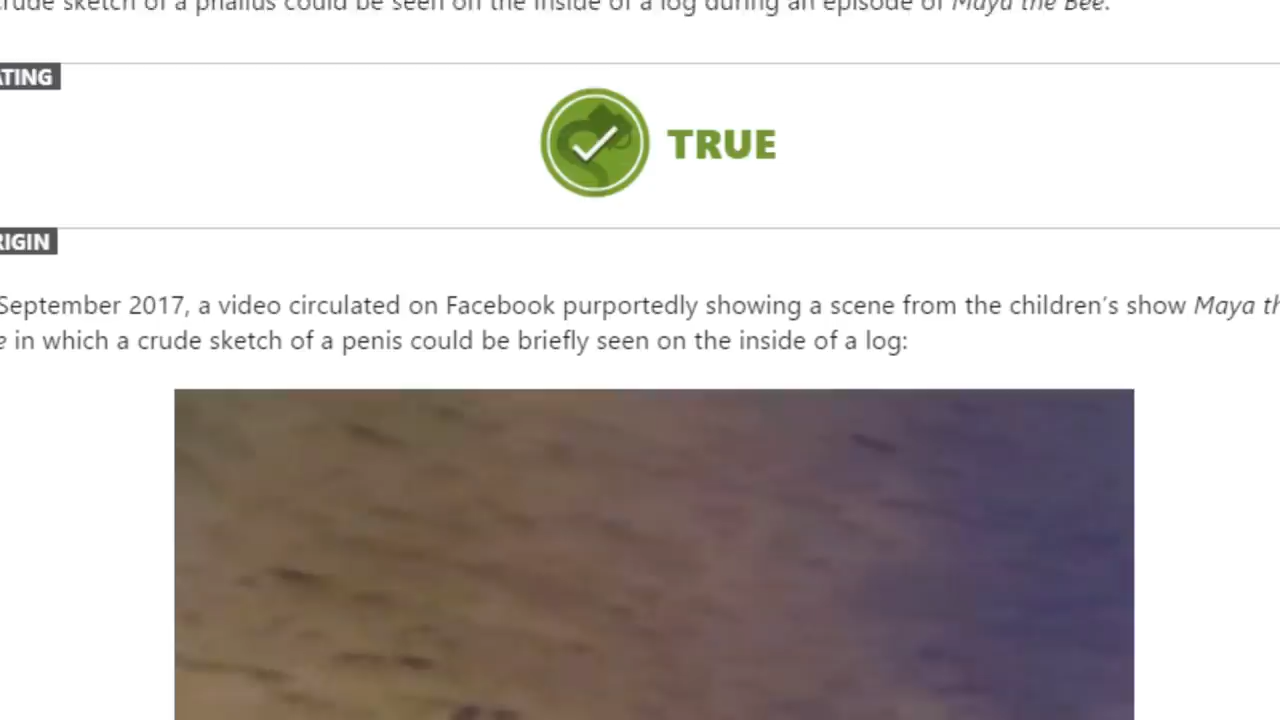 crude sketch of a phallus could be seen on the inside of a log during an episode of Maya the Bee.
ATING
TRUE
RIGIN
September 2017, a video circulated on Facebook purportedly showing a scene from the children's show Maya th
e in which a crude sketch of a penis could be briefly seen on the inside of a log: